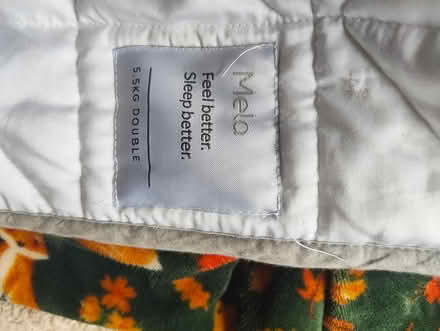 Mela
Feel better.
Sleep better.
5.5KG DOUBLE